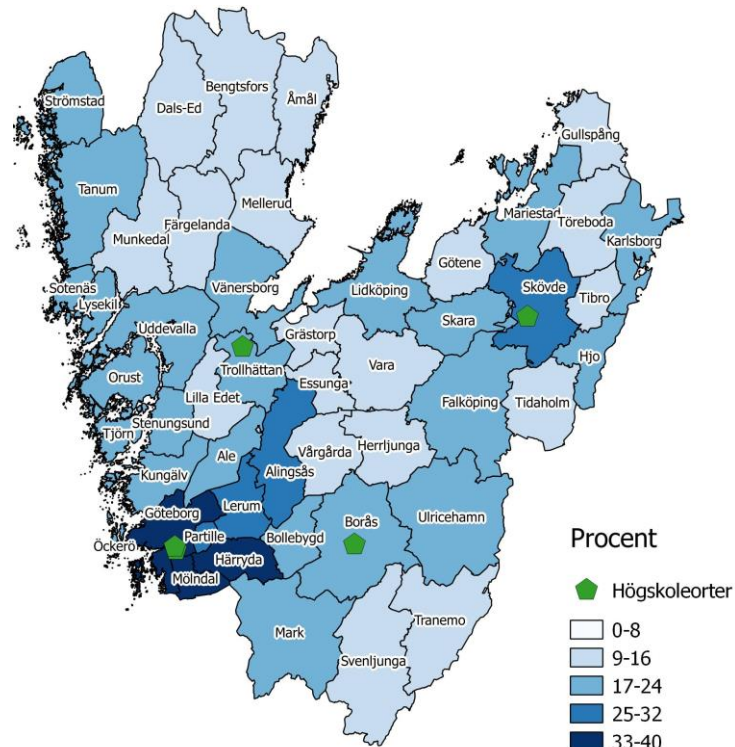 Strömstad
Dals-Ed
Bengtsfors
Åmål
Gullspång
Tanum
Munkedal
Färgelanda
Mellerud
Mariestad
Töreboda
Karlsborg
Sotenäs
Lysekil
Vänersborg
Lidköping
Götene
Skövde
Tibro
Uddevalla
Grästorp
Skara
Hjo
Orust
Trollhättan
Essunga
Vara
Lilla Edet
Falköping
Tidaholm
Tjörn
Stenungsund
Ale
Vårgårda
Herrljunga
Kungälv
Alingsås
Göteborg
Lerum
Borås
Ulricehamn
Öckerö
Partille
Bollebygd
Härryda
Mölndal
Mark
Tranemo
Svenljunga
Procent
Högskoleorter
0-8
9-16
17-24
25-32
33-40